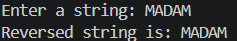 Enter a string: MADAM
Reversed string is: MADAM